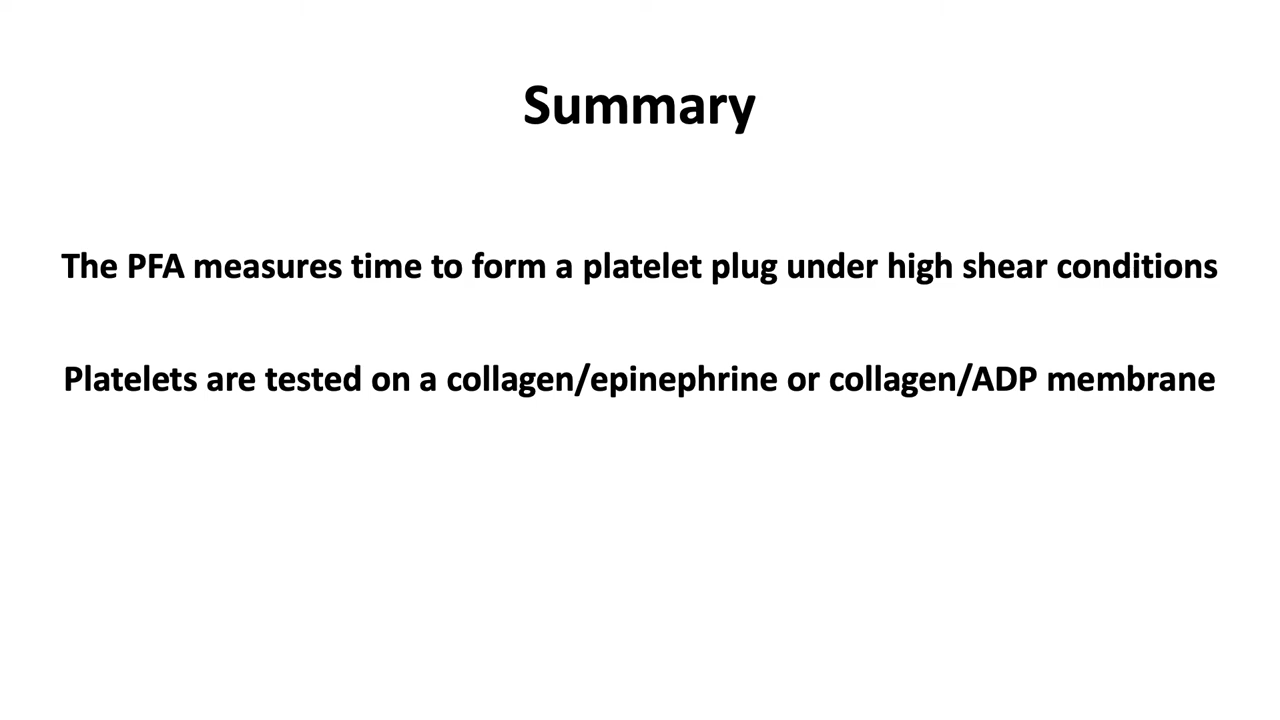 Summary
The PFA measures time to form a platelet plug under high shear conditions
Platelets are tested on a collagen/epinephrine or collagen/ADP membrane